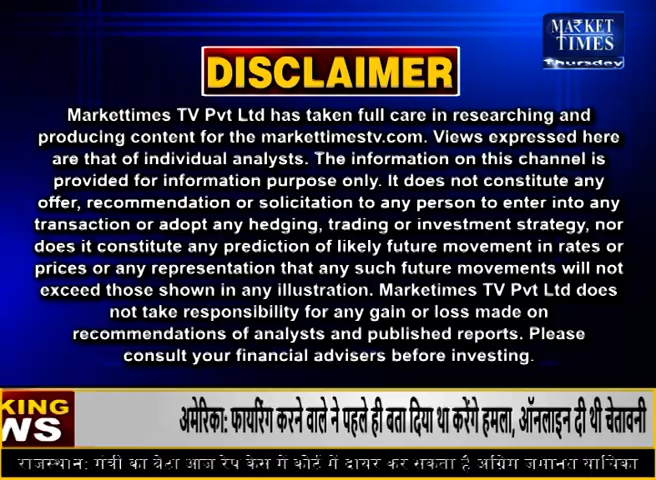 MARKET
TIMES
Thursday
DISCLAIMER
Markettimes TV Pvt Ltd has taken full care in researching and
producing content for the markettimestv.com. Views expressed here
are that of individual analysts. The information on this channel is
provided for information purpose only. It does not constitute any
offer, recommendation or solicitation to any person to enter into any
transaction or adopt any hedging, trading or investment strategy, nor
does it constitute any prediction of likely future movement in rates or
prices or any representation that any such future movements will not
exceed those shown in any illustration. Marketimes TV Pvt Ltd does
not take responsibility for any gain or loss made on
recommendations of analysts and published reports. Please
consult your financial advisers before investing.
KING
WS
अमेरिका: फायरिंग करने वाले ने पहले ही बता दिया था करेंगे हमला, ऑनलाइन दी थी चेतावनी
राजस्थान: मंत्री का बेटा आज रेप केस में कोर्ट में दायर कर सकता है अग्रिम जमानत याचिका